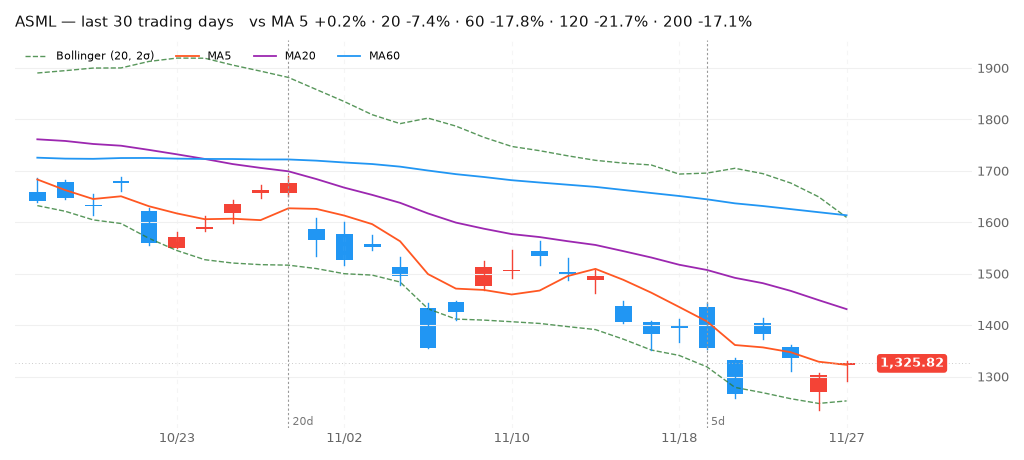 ASML — last 30 trading days vs MA 5 +0.2% · 20 -7.4% · 60 -17.8% · 120 -21.7% · 200 -17.1%
Bollinger (20, 2σ) MA5 MA20 MA60
1900
1800
1700
1600
1500
1400
1,325.82
1300
20d 5d
10/23 11/02 11/10 11/18 11/27